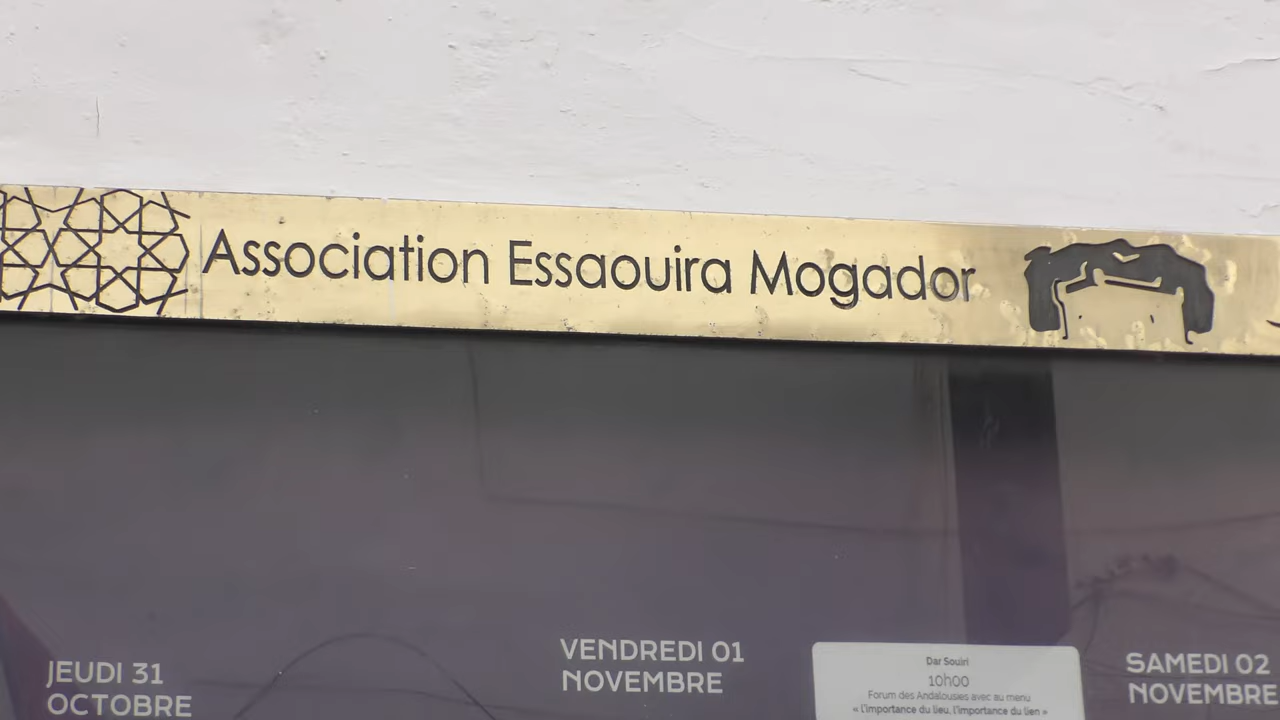 Association Essaouira Mogador
JEUDI 31
OCTOBRE
VENDREDI 01
NOVEMBRE
Dar Souiri
10h00
Forum des Andalousies avec au menu
« l'importance du lieu, l'importance du lien »
SAMEDI 02
NOVEMBRE